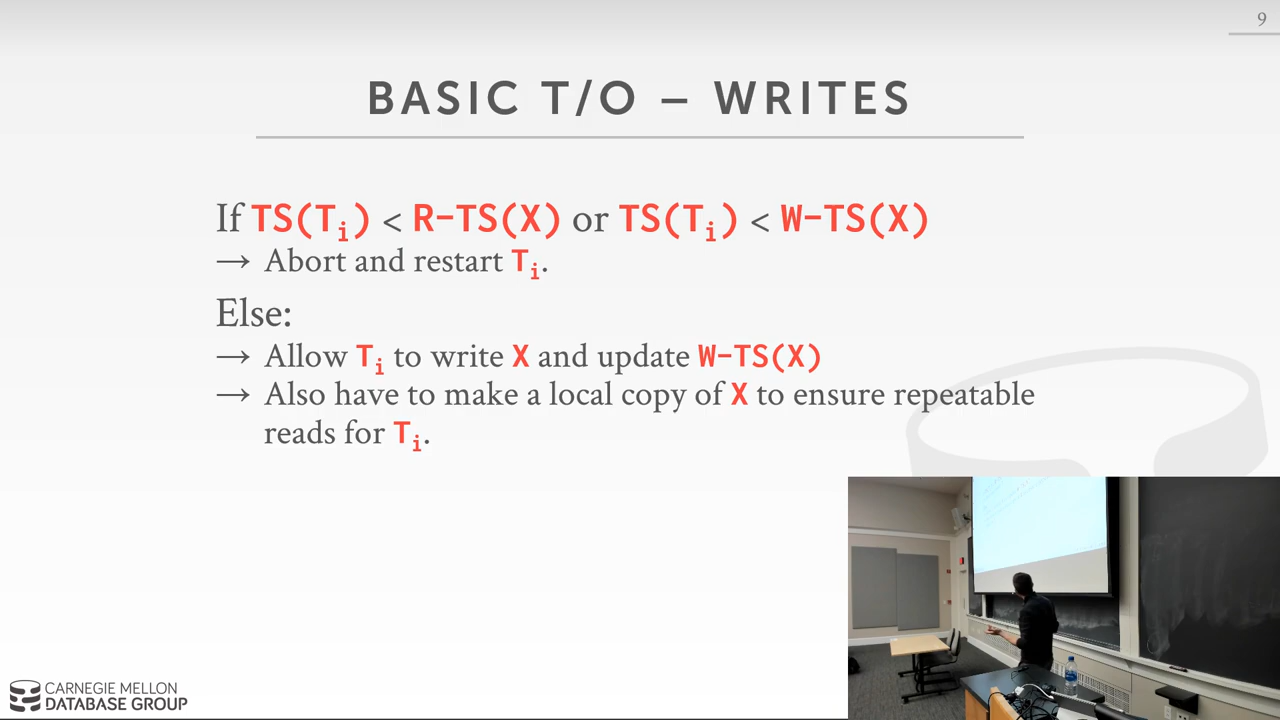 9
BASIC T/O – WRITES
If TS(Tᵢ) < R-TS(X) or TS(Tᵢ) < W-TS(X)
→ Abort and restart Tᵢ.
Else:
→ Allow Tᵢ to write X and update W-TS(X)
→ Also have to make a local copy of X to ensure repeatable
reads for Tᵢ.
CARNEGIE MELLON
DATABASE GROUP